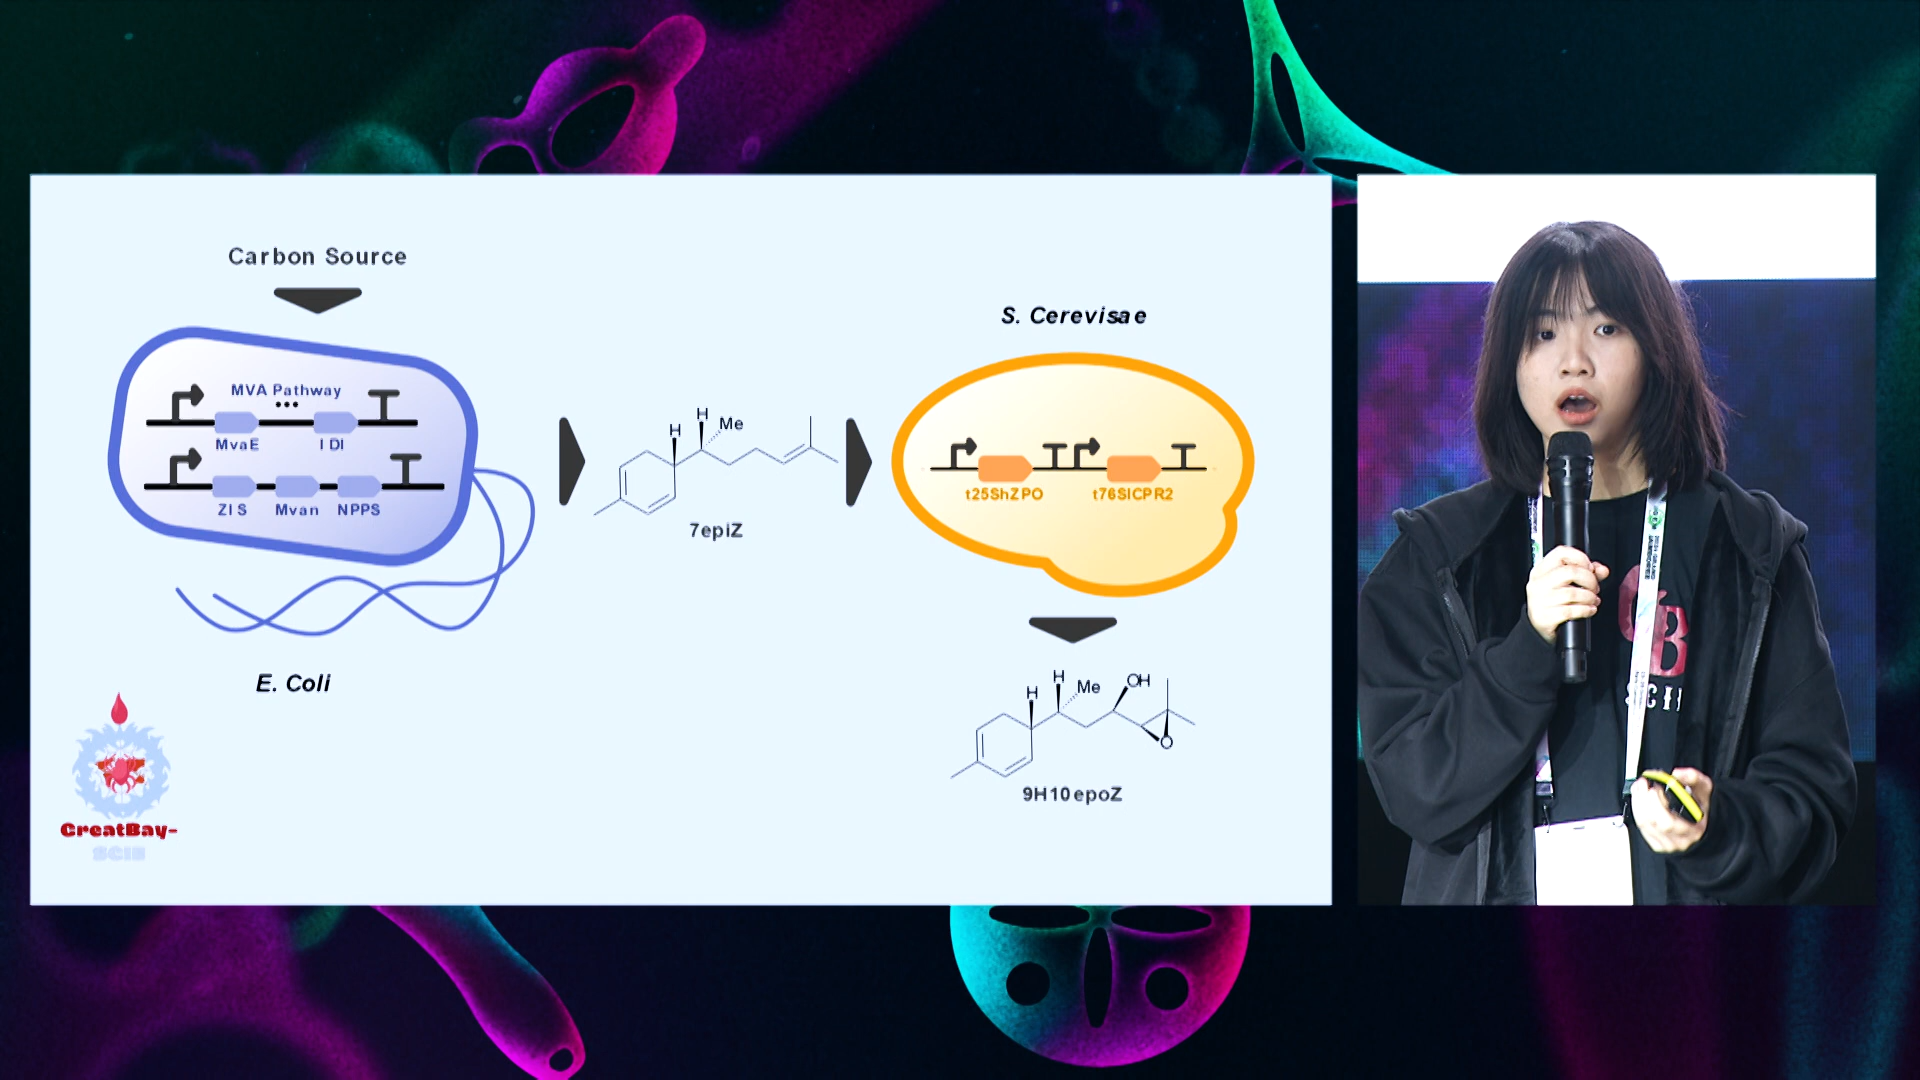 Carbon Source
MVA Pathway
MvaE
IDI
ZIS
Mvan
NPPS
E. Coli
H
H
Me
7epiZ
S. Cerevisae
t25ShZPO
t76SlCPR2
H
H
Me
OH
O
9H10epoZ
CreatBay-
SCIE
B
SCII